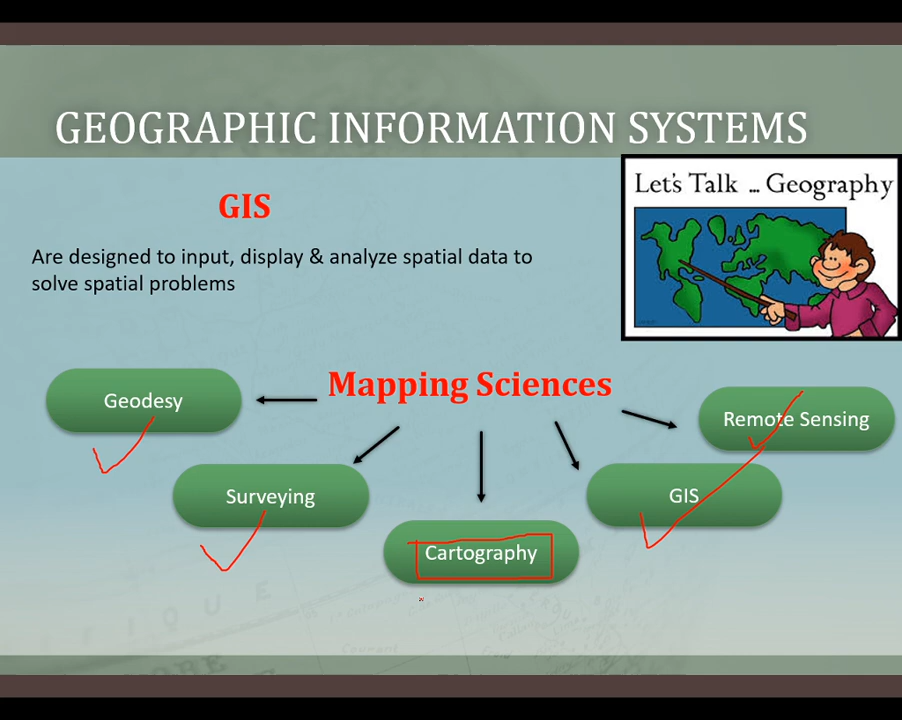 GEOGRAPHIC INFORMATION SYSTEMS
Let's Talk ... Geography
GIS
Are designed to input, display & analyze spatial data to
solve spatial problems
Mapping Sciences
Geodesy
Remote Sensing
Surveying
GIS
Cartography